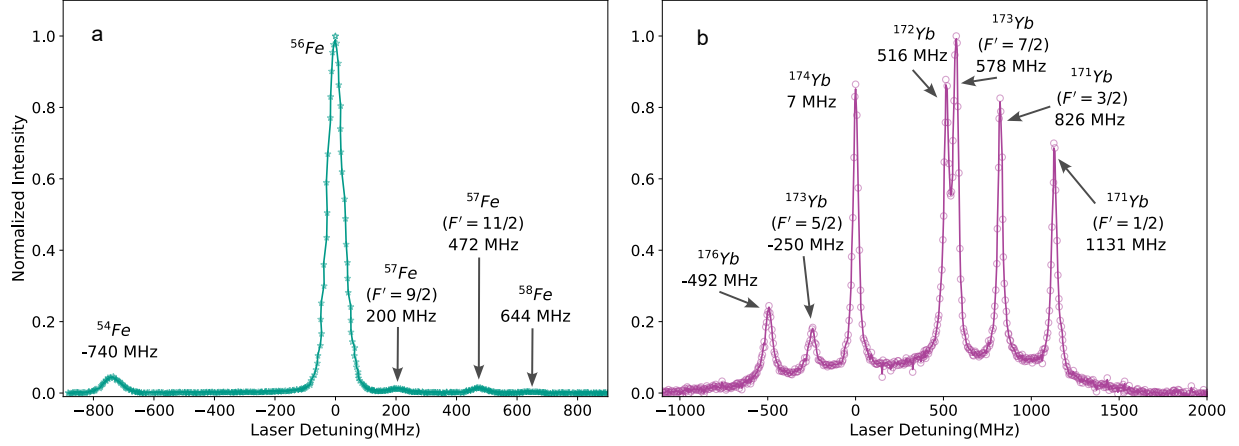 a
Normalized Intensity
1.0
0.8
0.6
0.4
0.2
0.0
⁵⁶Fe
⁵⁴Fe
-740 MHz
⁵⁷Fe
(F′ = 9/2)
200 MHz
⁵⁷Fe
(F′ = 11/2)
472 MHz
⁵⁸Fe
644 MHz
−800 −600 −400 −200 0 200 400 600 800
Laser Detuning(MHz)
b
1.0
0.8
0.6
0.4
0.2
0.0
¹⁷⁶Yb
-492 MHz
¹⁷³Yb
(F′ = 5/2)
-250 MHz
¹⁷⁴Yb
7 MHz
¹⁷²Yb
516 MHz
¹⁷³Yb
(F′ = 7/2)
578 MHz
¹⁷¹Yb
(F′ = 3/2)
826 MHz
¹⁷¹Yb
(F′ = 1/2)
1131 MHz
−1000 −500 0 500 1000 1500 2000
Laser Detuning(MHz)